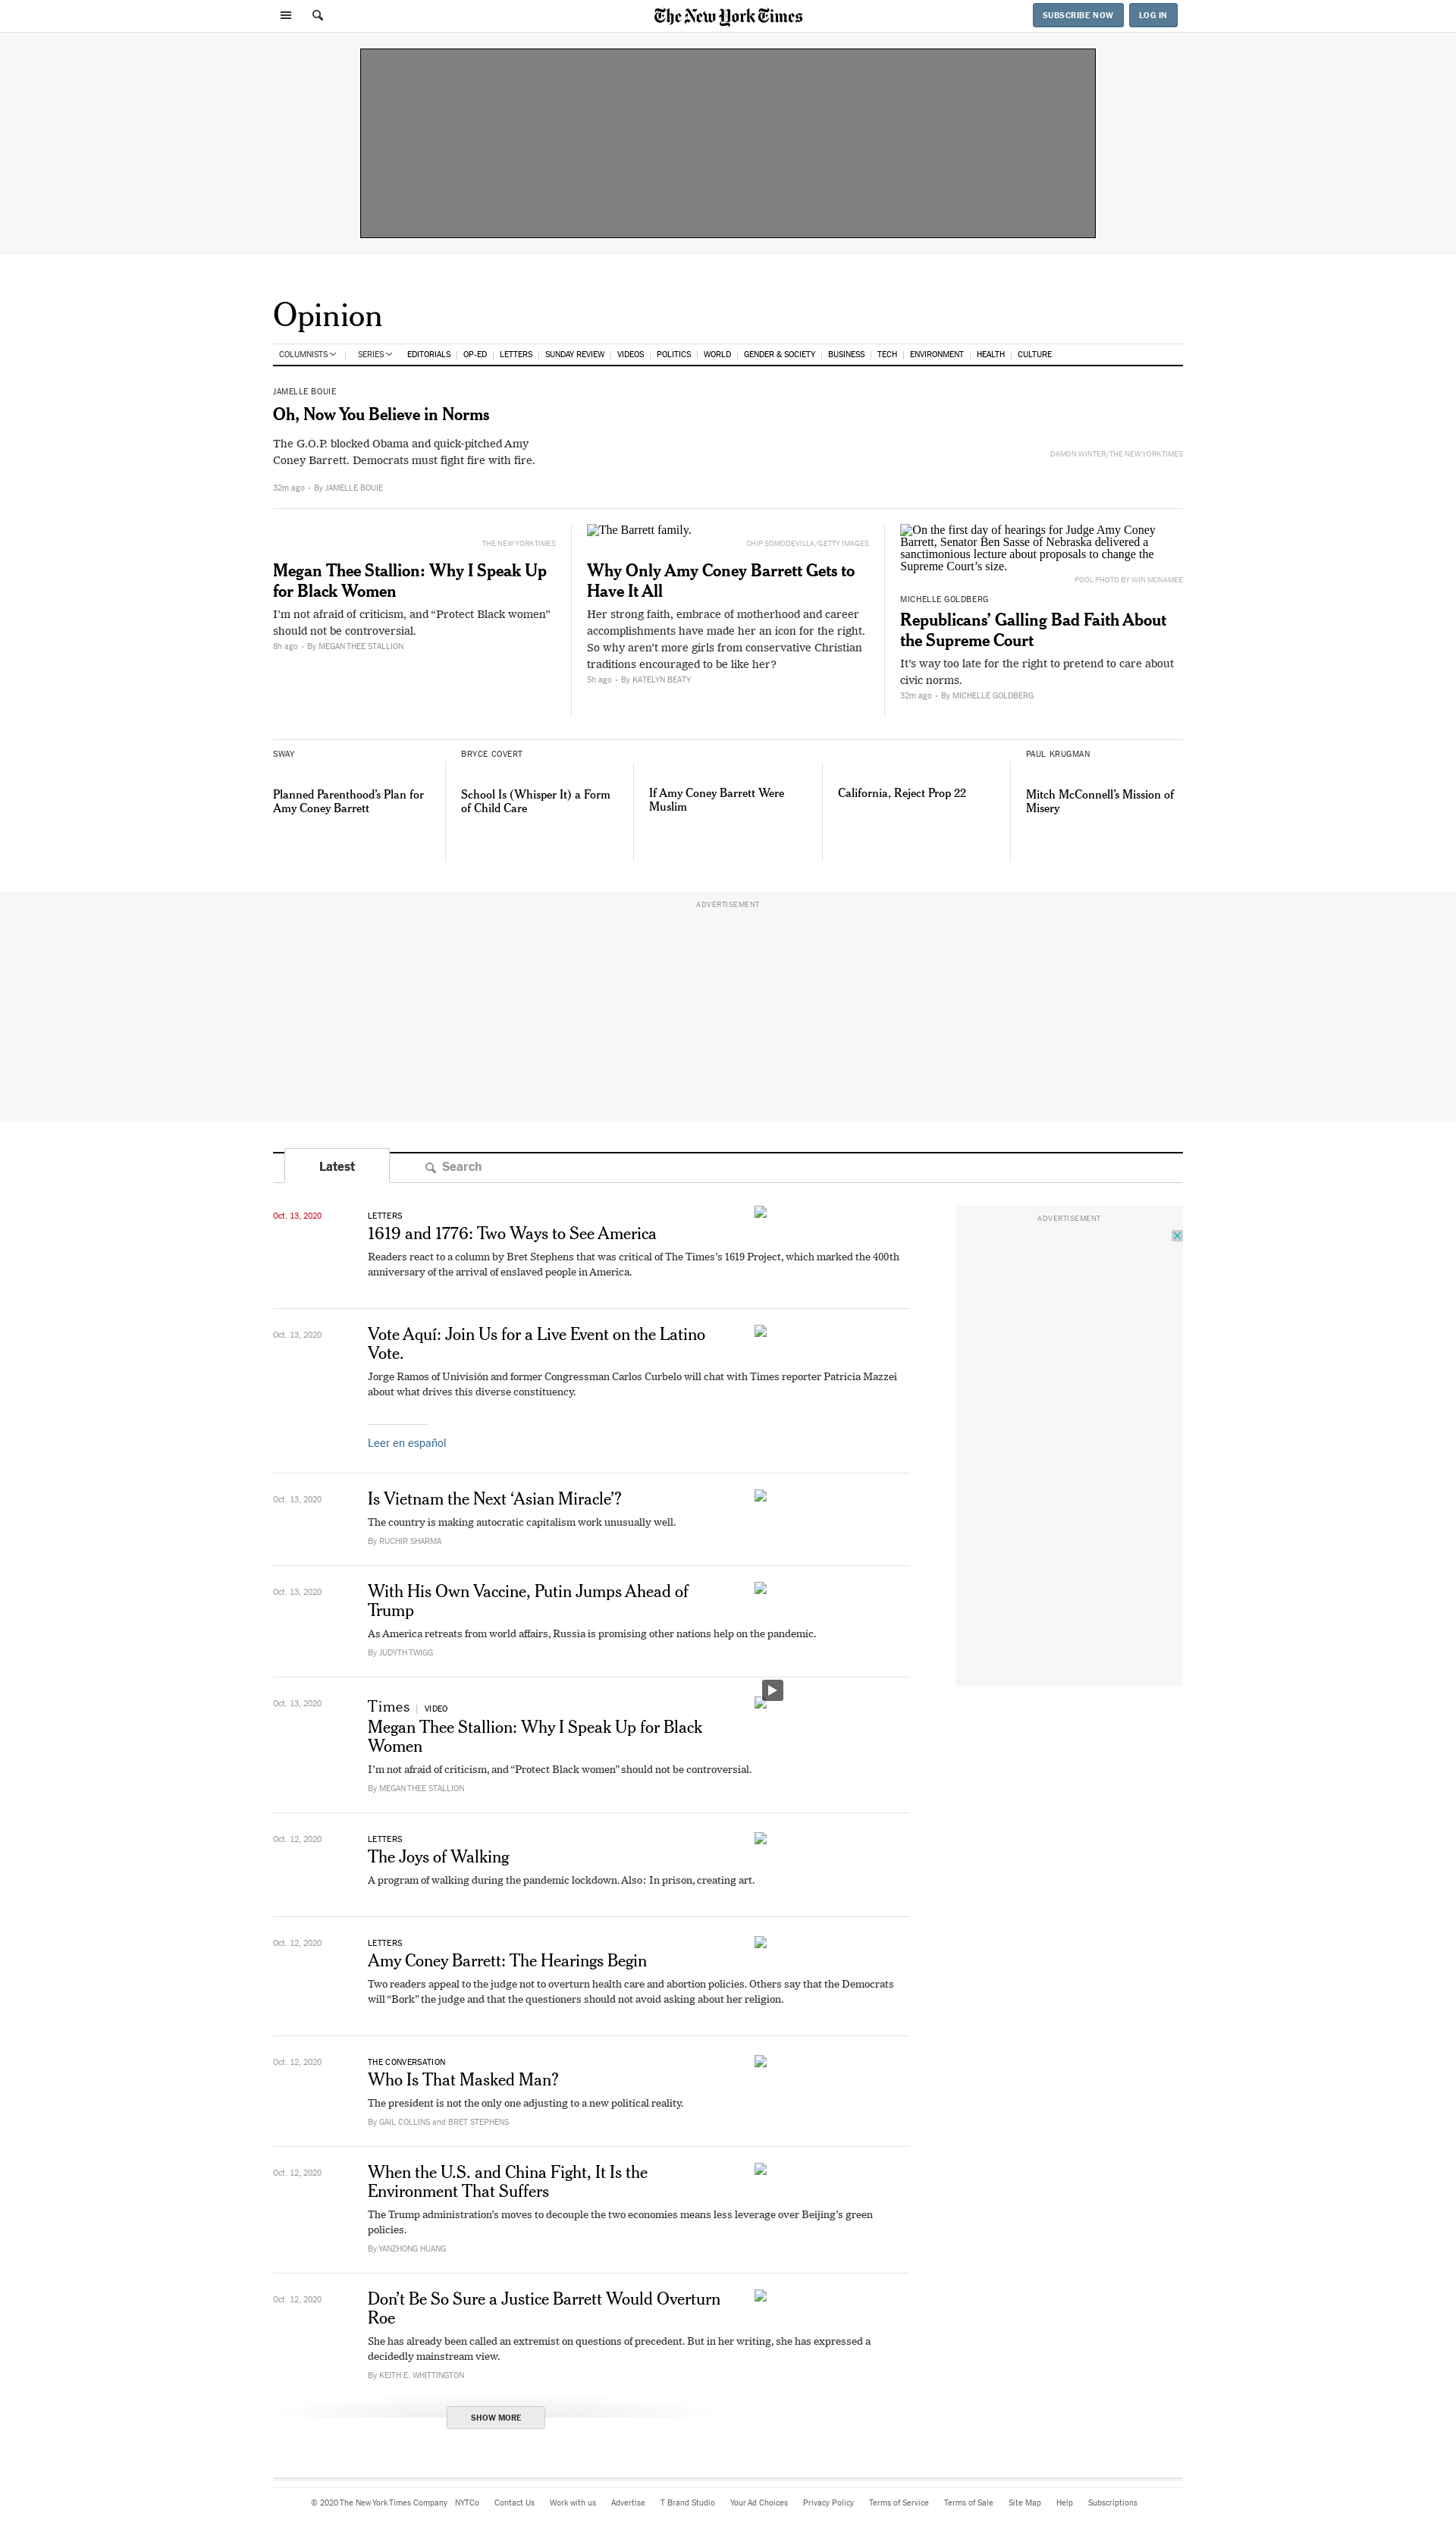 The New York Times
SUBSCRIBE NOW
LOG IN
Opinion
COLUMNISTS
SERIES
EDITORIALS
OP-ED
LETTERS
SUNDAY REVIEW
VIDEOS
POLITICS
WORLD
GENDER & SOCIETY
BUSINESS
TECH
ENVIRONMENT
HEALTH
CULTURE
JAMELLE BOUIE
Oh, Now You Believe in Norms
The G.O.P. blocked Obama and quick-pitched Amy
Coney Barrett. Democrats must fight fire with fire.
32m ago • By JAMELLE BOUIE
DAMON WINTER/THE NEW YORK TIMES
THE NEW YORK TIMES
Megan Thee Stallion: Why I Speak Up
for Black Women
I’m not afraid of criticism, and “Protect Black women”
should not be controversial.
8h ago • By MEGAN THEE STALLION
The Barrett family.
CHIP SOMODEVILLA/GETTY IMAGES
Why Only Amy Coney Barrett Gets to
Have It All
Her strong faith, embrace of motherhood and career
accomplishments have made her an icon for the right.
So why aren’t more girls from conservative Christian
traditions encouraged to be like her?
5h ago • By KATELYN BEATY
On the first day of hearings for Judge Amy Coney
Barrett, Senator Ben Sasse of Nebraska delivered a
sanctimonious lecture about proposals to change the
Supreme Court’s size.
POOL PHOTO BY WIN MCNAMEE
MICHELLE GOLDBERG
Republicans’ Galling Bad Faith About
the Supreme Court
It’s way too late for the right to pretend to care about
civic norms.
32m ago • By MICHELLE GOLDBERG
SWAY
Planned Parenthood’s Plan for
Amy Coney Barrett
BRYCE COVERT
School Is (Whisper It) a Form
of Child Care
If Amy Coney Barrett Were
Muslim
California, Reject Prop 22
PAUL KRUGMAN
Mitch McConnell’s Mission of
Misery
ADVERTISEMENT
Latest
Search
Oct. 13, 2020
LETTERS
1619 and 1776: Two Ways to See America
Readers react to a column by Bret Stephens that was critical of The Times’s 1619 Project, which marked the 400th
anniversary of the arrival of enslaved people in America.
ADVERTISEMENT
Oct. 13, 2020
Vote Aquí: Join Us for a Live Event on the Latino
Vote.
Jorge Ramos of Univisión and former Congressman Carlos Curbelo will chat with Times reporter Patricia Mazzei
about what drives this diverse constituency.
Leer en español
Oct. 13, 2020
Is Vietnam the Next ‘Asian Miracle’?
The country is making autocratic capitalism work unusually well.
By RUCHIR SHARMA
Oct. 13, 2020
With His Own Vaccine, Putin Jumps Ahead of
Trump
As America retreats from world affairs, Russia is promising other nations help on the pandemic.
By JUDYTH TWIGG
Oct. 13, 2020
Times | VIDEO
Megan Thee Stallion: Why I Speak Up for Black
Women
I’m not afraid of criticism, and “Protect Black women” should not be controversial.
By MEGAN THEE STALLION
Oct. 12, 2020
LETTERS
The Joys of Walking
A program of walking during the pandemic lockdown. Also: In prison, creating art.
Oct. 12, 2020
LETTERS
Amy Coney Barrett: The Hearings Begin
Two readers appeal to the judge not to overturn health care and abortion policies. Others say that the Democrats
will “Bork” the judge and that the questioners should not avoid asking about her religion.
Oct. 12, 2020
THE CONVERSATION
Who Is That Masked Man?
The president is not the only one adjusting to a new political reality.
By GAIL COLLINS and BRET STEPHENS
Oct. 12, 2020
When the U.S. and China Fight, It Is the
Environment That Suffers
The Trump administration’s moves to decouple the two economies means less leverage over Beijing’s green
policies.
By YANZHONG HUANG
Oct. 12, 2020
Don’t Be So Sure a Justice Barrett Would Overturn
Roe
She has already been called an extremist on questions of precedent. But in her writing, she has expressed a
decidedly mainstream view.
By KEITH E. WHITTINGTON
SHOW MORE
© 2020 The New York Times Company
NYTCo
Contact Us
Work with us
Advertise
T Brand Studio
Your Ad Choices
Privacy Policy
Terms of Service
Terms of Sale
Site Map
Help
Subscriptions